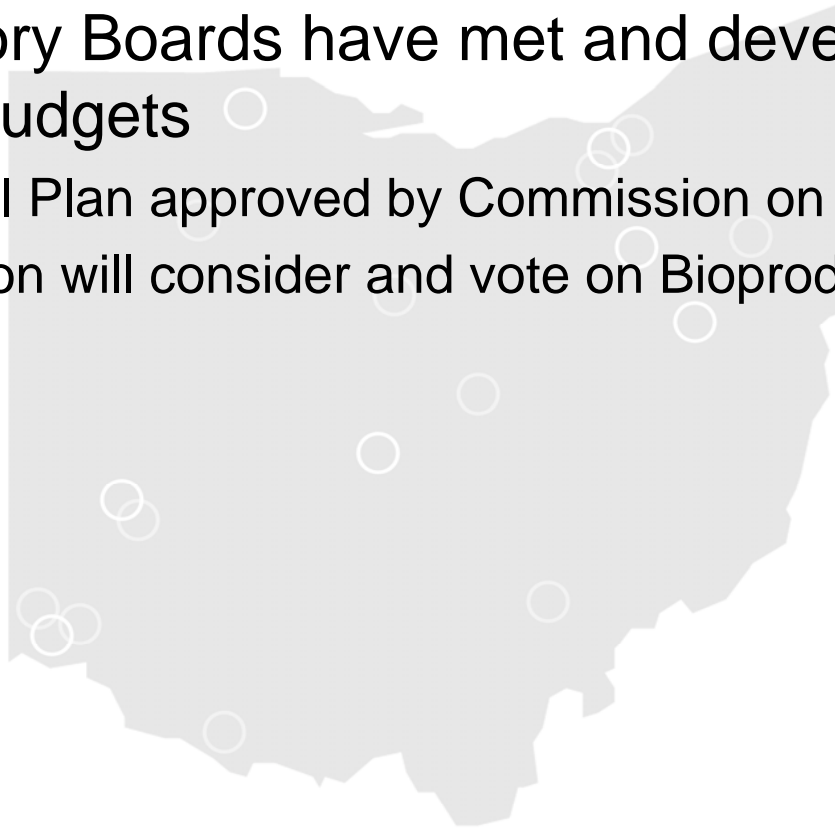 ory Boards have met and deve
udgets
l Plan approved by Commission on
on will consider and vote on Bioprod